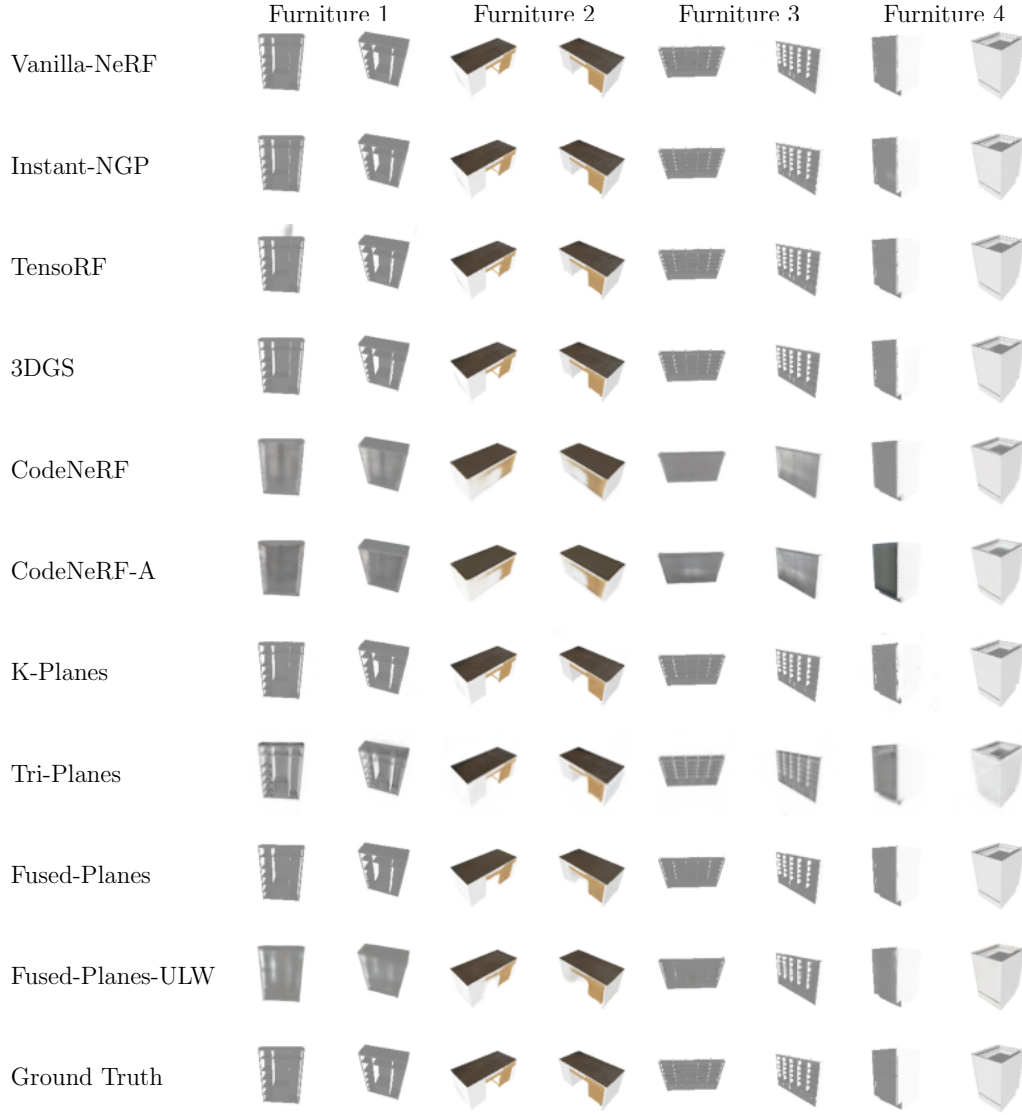 Furniture 1 Furniture 2 Furniture 3 Furniture 4
Vanilla-NeRF
Instant-NGP
TensoRF
3DGS
CodeNeRF
CodeNeRF-A
K-Planes
Tri-Planes
Fused-Planes
Fused-Planes-ULW
Ground Truth